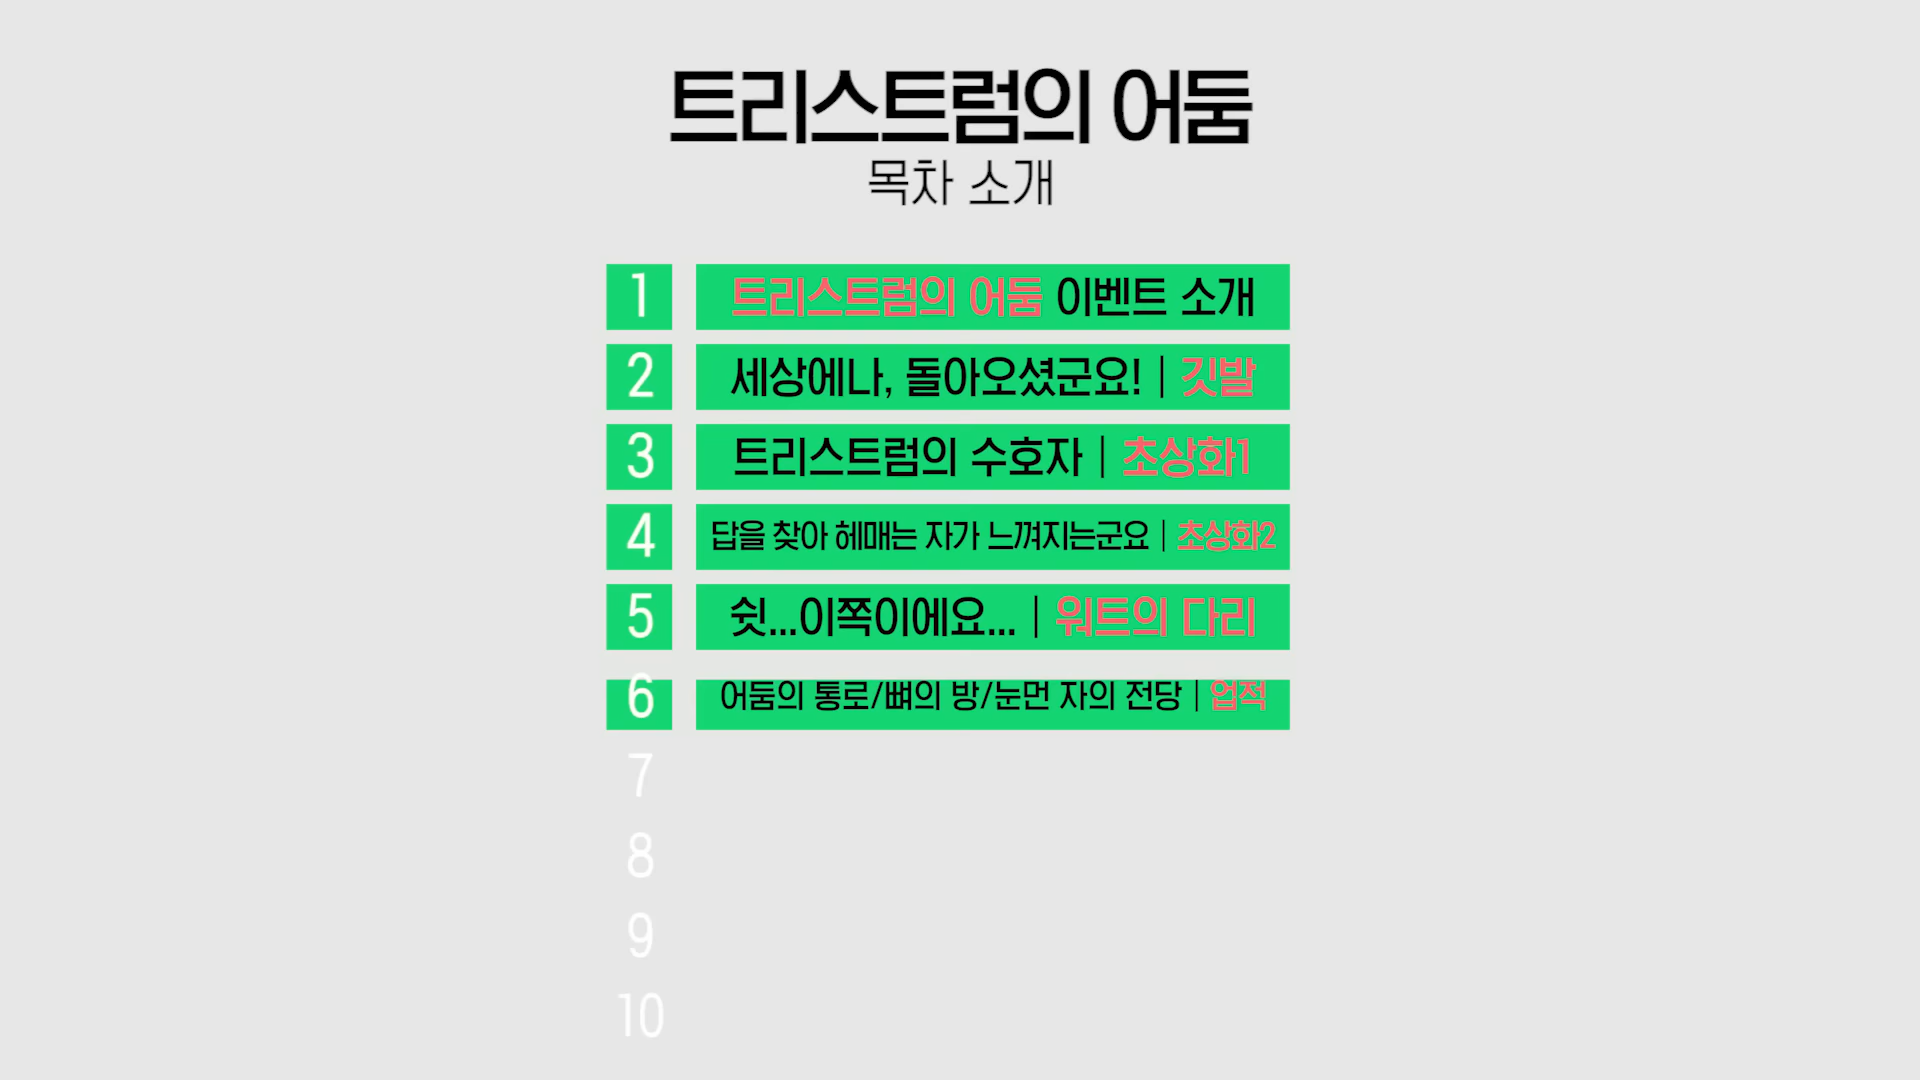 트리스트럼의 어둠
목차 소개
1 트리스트럼의 어둠 이벤트 소개
2 세상에나, 돌아오셨군요! | 깃발
3 트리스트럼의 수호자 | 초상화1
4 답을 찾아 헤매는 자가 느껴지는군요 | 초상화2
5 쉿...이쪽이에요... | 워트의 다리
6 어둠의 통로/뼈의 방/눈먼 자의 전당 | 업적
7
8
9
10